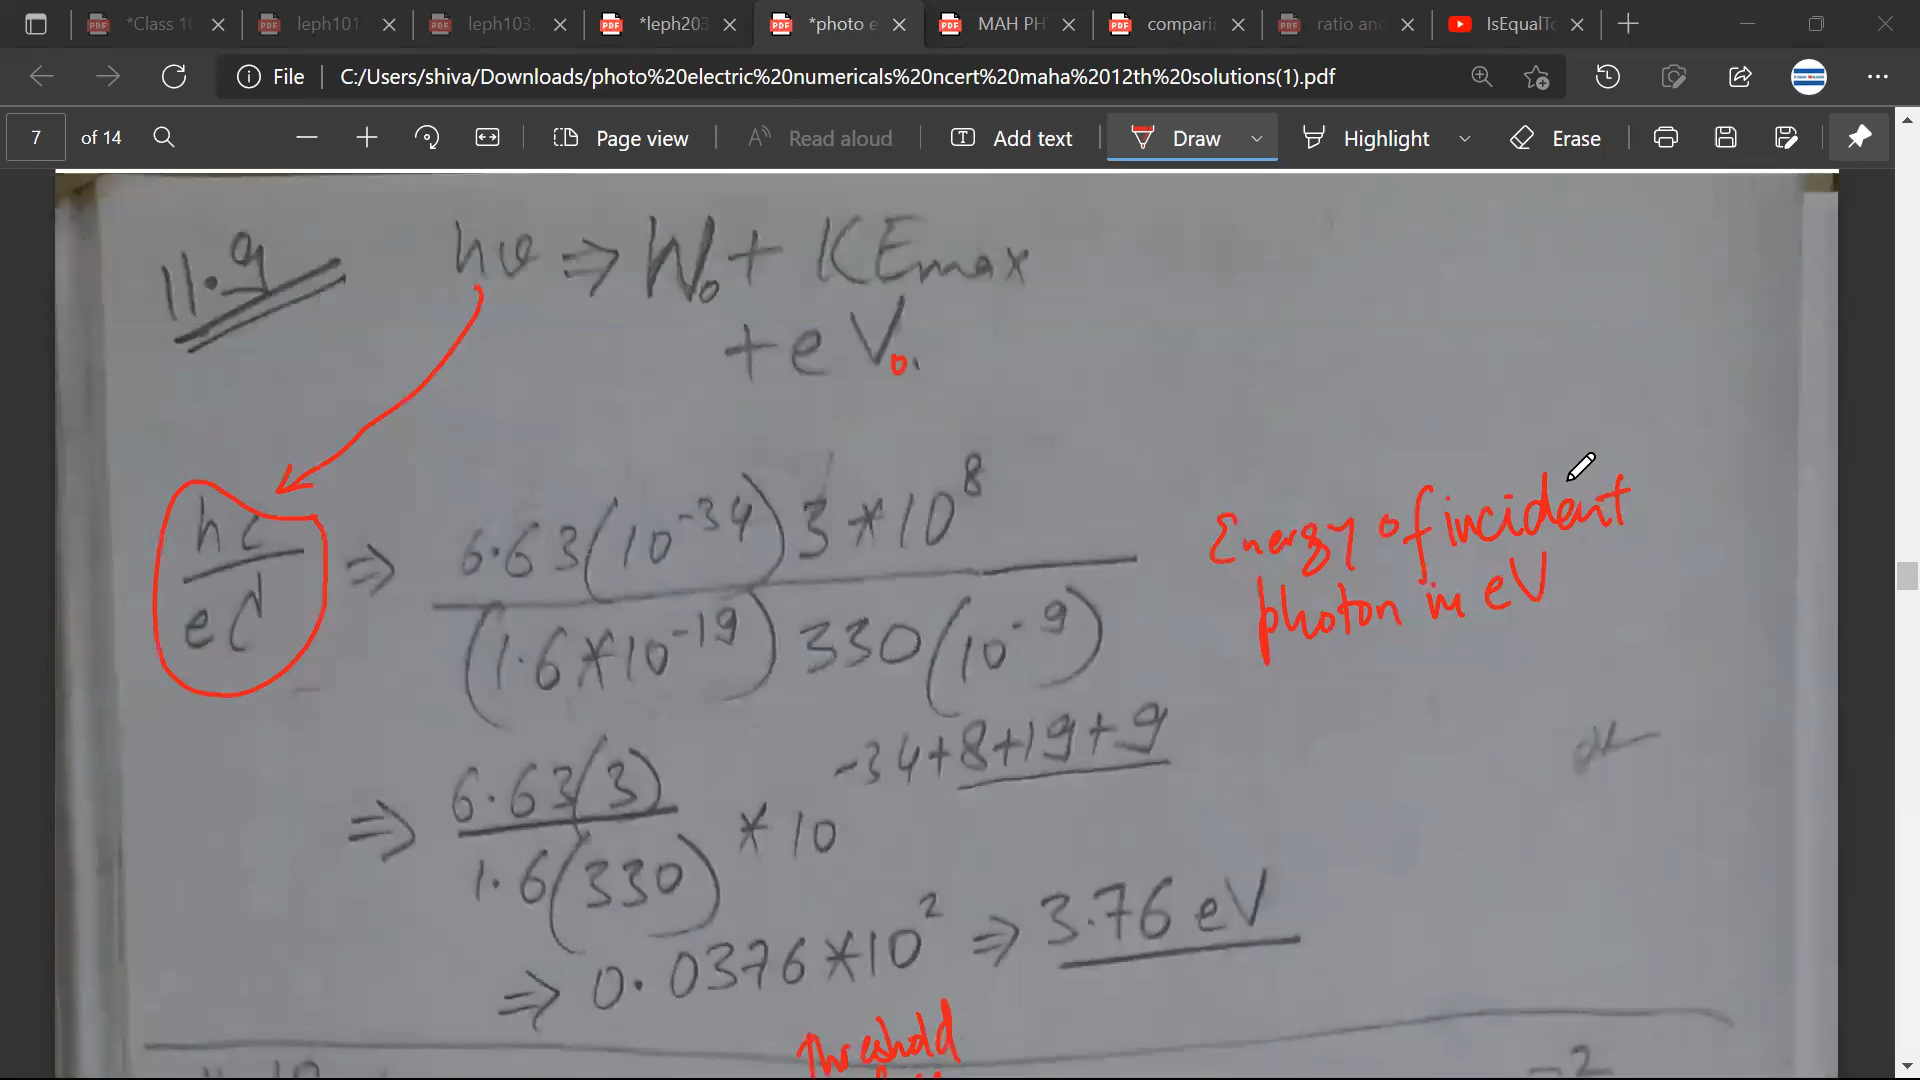 *Class 10
leph101
leph103.
*leph203
*photo e
MAH PH
compari
ratio and
IsEqualTo
File
C:/Users/shiva/Downloads/photo%20electric%20numericals%20ncert%20maha%2012th%20solutions(1).pdf
7 of 14
Page view
Read aloud
Add text
Draw
Highlight
Erase
11.9
hν ⇒ W₀ + KEmax
+ eV₀.
hc/eλ ⇒ 6.63(10⁻³⁴)3*10⁸ / (1.6*10⁻¹⁹)330(10⁻⁹)
Energy of incident
photon in eV
⇒ 6.63(3)/1.6(330) * 10^-34+8+19+9
⇒ 0.0376*10² ⇒ 3.76 eV
Threshold